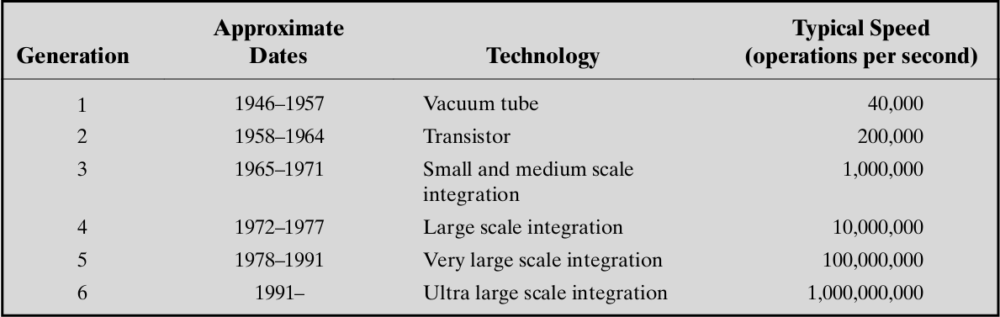 Generation Approximate Dates Technology Typical Speed (operations per second)
1 1946–1957 Vacuum tube 40,000
2 1958–1964 Transistor 200,000
3 1965–1971 Small and medium scale integration 1,000,000
4 1972–1977 Large scale integration 10,000,000
5 1978–1991 Very large scale integration 100,000,000
6 1991– Ultra large scale integration 1,000,000,000